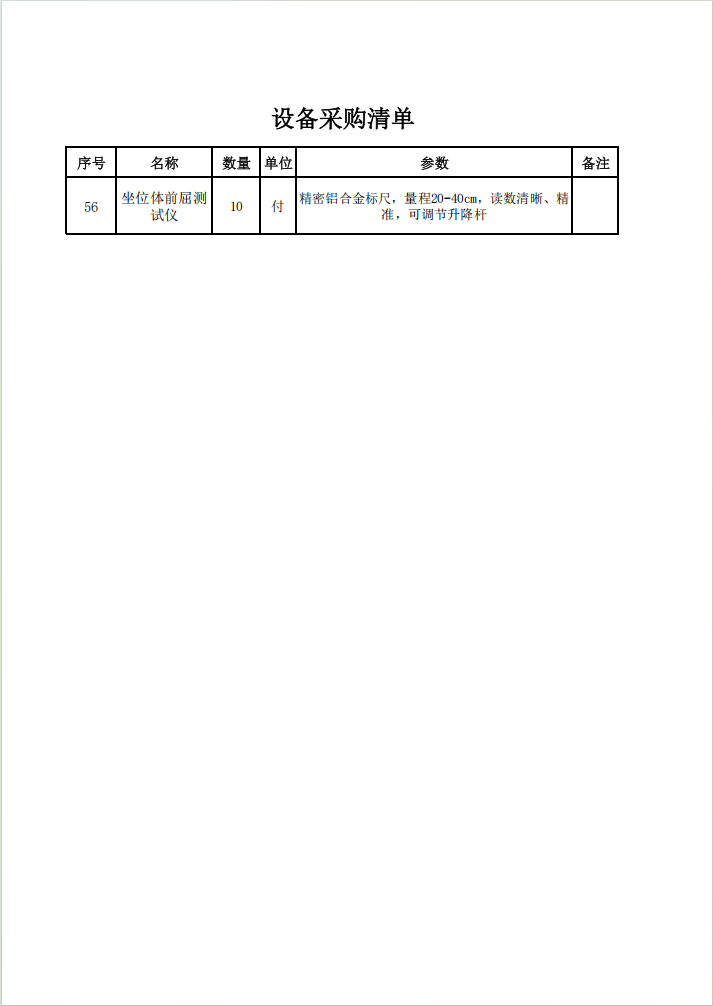 设备采购清单
序号 名称 数量 单位 参数 备注
56 坐位体前屈测 10 付 精密铝合金标尺，量程20-40cm，读数清晰、精
试仪 准，可调节升降杆